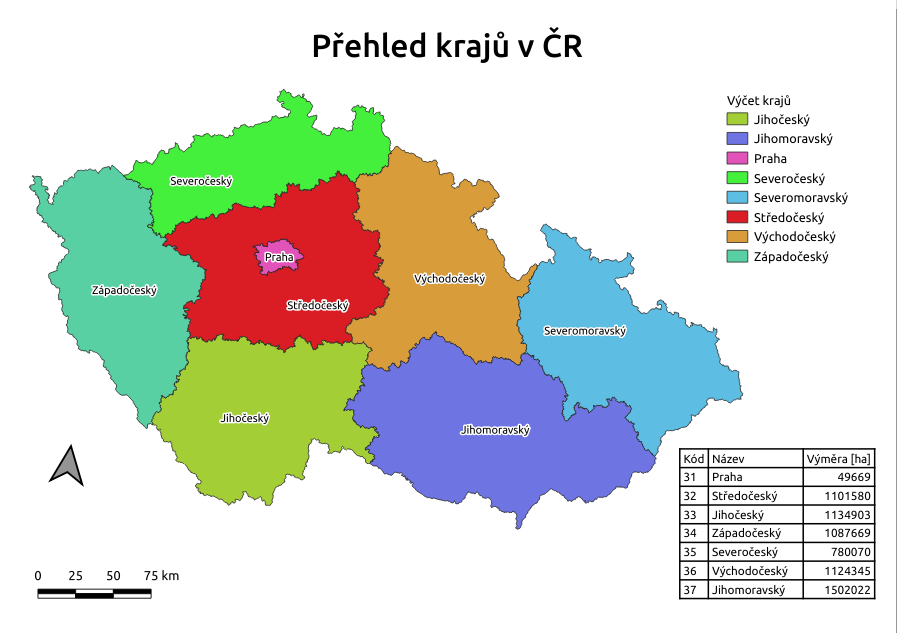 Přehled krajů v ČR
Výčet krajů
Jihočeský
Jihomoravský
Praha
Severočeský
Severomoravský
Středočeský
Východočeský
Západočeský
Severočeský
Praha
Východočeský
Západočeský
Středočeský
Severomoravský
Jihočeský
Jihomoravský
Kód Název Výměra [ha]
31 Praha 49669
32 Středočeský 1101580
33 Jihočeský 1134903
34 Západočeský 1087669
35 Severočeský 780070
36 Východočeský 1124345
37 Jihomoravský 1502022
0 25 50 75 km